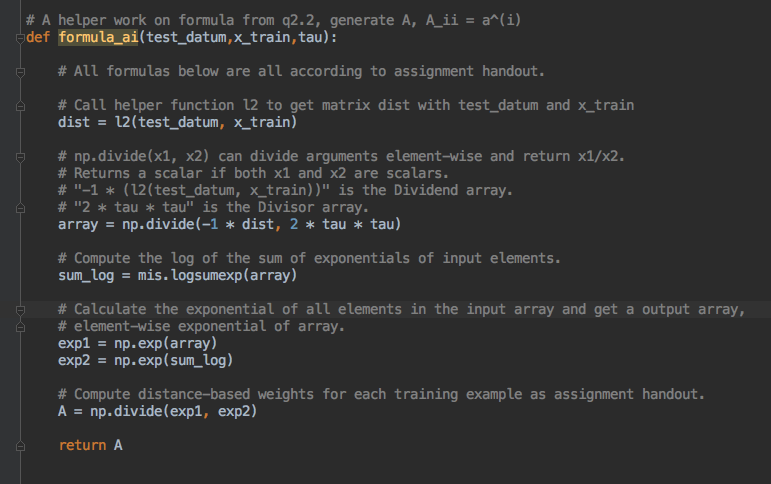 # A helper work on formula from q2.2, generate A, A_ii = a^(i)
def formula_ai(test_datum,x_train,tau):
# All formulas below are all according to assignment handout.
# Call helper function l2 to get matrix dist with test_datum and x_train
dist = l2(test_datum, x_train)
# np.divide(x1, x2) can divide arguments element-wise and return x1/x2.
# Returns a scalar if both x1 and x2 are scalars.
# "-1 * (l2(test_datum, x_train))" is the Dividend array.
# "2 * tau * tau" is the Divisor array.
array = np.divide(-1 * dist, 2 * tau * tau)
# Compute the log of the sum of exponentials of input elements.
sum_log = mis.logsumexp(array)
# Calculate the exponential of all elements in the input array and get a output array,
# element-wise exponential of array.
exp1 = np.exp(array)
exp2 = np.exp(sum_log)
# Compute distance-based weights for each training example as assignment handout.
A = np.divide(exp1, exp2)
return A